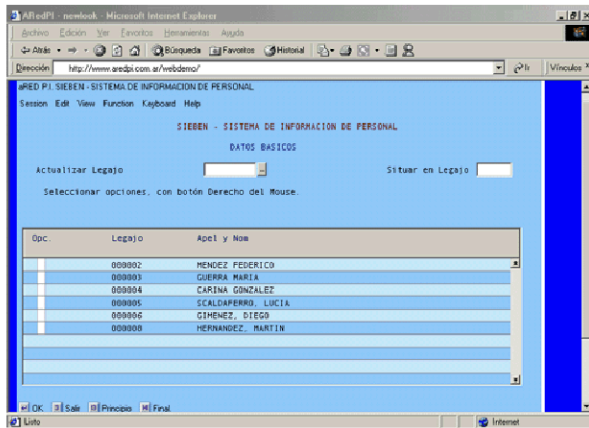 ARedPI - newlook - Microsoft Internet Explorer
Archivo Edición Ver Favoritos Herramientas Ayuda
Atrás Búsqueda Favoritos Historial
Dirección http://www.aredpi.com.ar/webdemo/ Ir Vínculos
aRED P.I. SIEBEN - SISTEMA DE INFORMACION DE PERSONAL
Session Edit View Function Keyboard Help
SIEBEN - SISTEMA DE INFORMACION DE PERSONAL
DATOS BASICOS
Actualizar Legajo ... Situar en Legajo
Seleccionar opciones, con botón Derecho del Mouse.
Opc. Legajo Apel y Nom
000002 MENDEZ FEDERICO
000003 GUERRA MARIA
000004 CARINA GONZALEZ
000005 SCALDAFERRO, LUCIA
000006 GIMENEZ, DIEGO
000008 HERNANDEZ, MARTIN
OK Salir Principio Final
Listo Internet